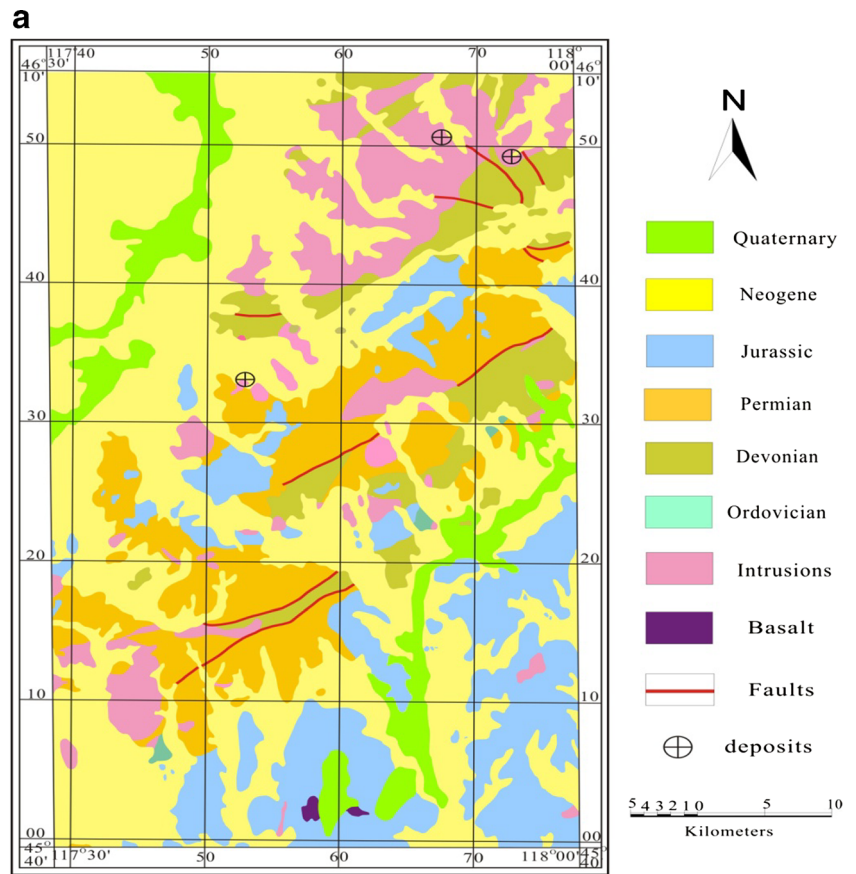 a
117°40' 50 60 70 118°
46° 00' 46°
30' 10'
10'
50 50
40 40
30 30
20 20
10 10
00 00
45° 45°
40' 117°30' 50 60 70 118°00' 40'
N
Quaternary
Neogene
Jurassic
Permian
Devonian
Ordovician
Intrusions
Basalt
Faults
deposits
5 4 3 2 1 0 5 10
Kilometers